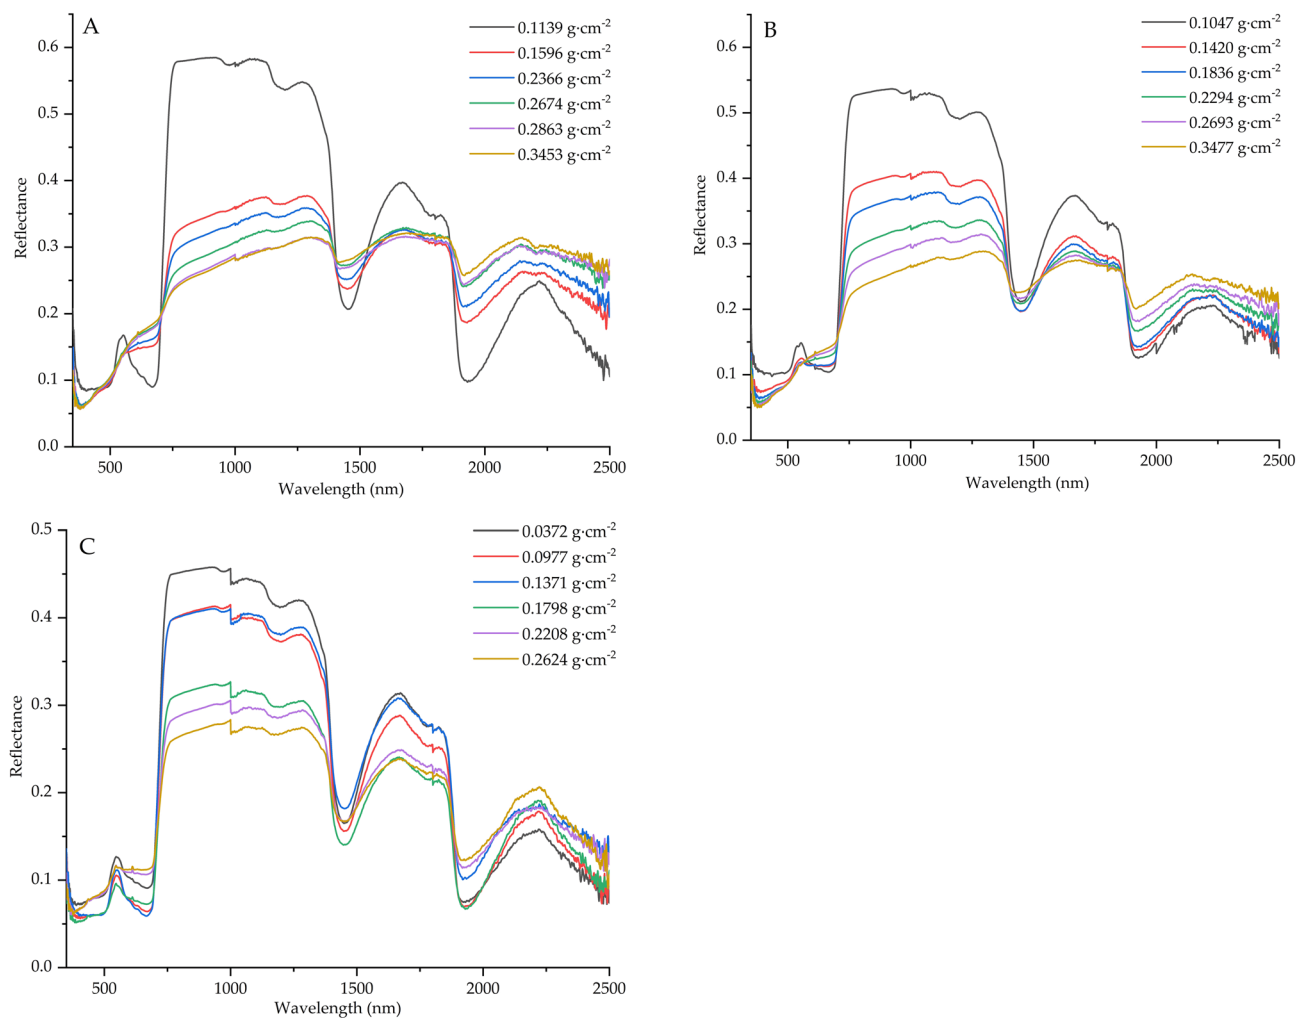 A
0.1139 g·cm-2
0.1596 g·cm-2
0.2366 g·cm-2
0.2674 g·cm-2
0.2863 g·cm-2
0.3453 g·cm-2
0.6
0.5
0.4
0.3
0.2
0.1
0.0
Reflectance
500 1000 1500 2000 2500
Wavelength (nm)
B
0.1047 g·cm-2
0.1420 g·cm-2
0.1836 g·cm-2
0.2294 g·cm-2
0.2693 g·cm-2
0.3477 g·cm-2
0.6
0.5
0.4
0.3
0.2
0.1
0.0
Reflectance
500 1000 1500 2000 2500
Wavelength (nm)
C
0.0372 g·cm-2
0.0977 g·cm-2
0.1371 g·cm-2
0.1798 g·cm-2
0.2208 g·cm-2
0.2624 g·cm-2
0.5
0.4
0.3
0.2
0.1
0.0
Reflectance
500 1000 1500 2000 2500
Wavelength (nm)